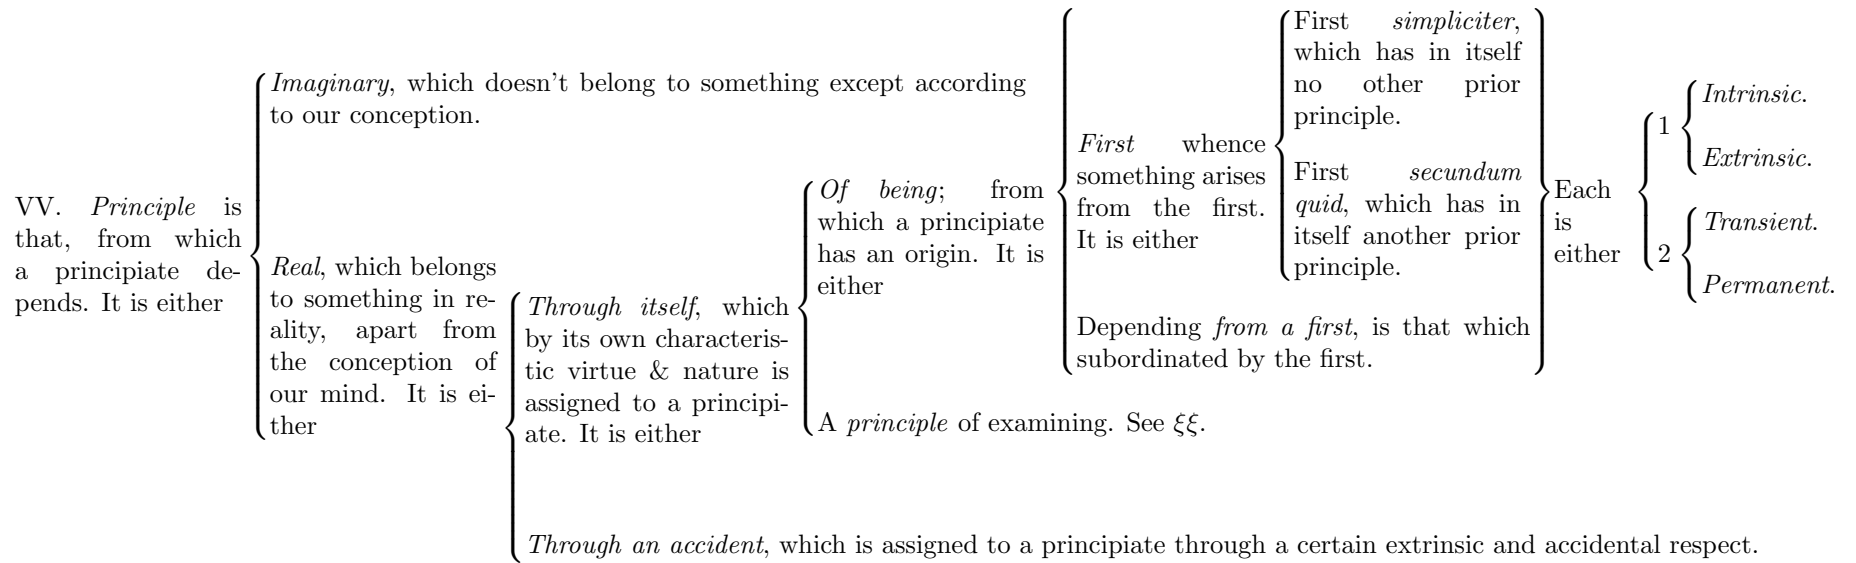 VV. Principle is
that, from which
a principiate de-
pends. It is either
Imaginary, which doesn't belong to something except according
to our conception.
Real, which belongs
to something in re-
ality, apart from
the conception of
our mind. It is ei-
ther
Through itself, which
by its own characteris-
tic virtue & nature is
assigned to a principi-
ate. It is either
Of being; from
which a principiate
has an origin. It is
either
First whence
something arises
from the first.
It is either
First simpliciter,
which has in itself
no other prior
principle.
First secundum
quid, which has in
itself another prior
principle.
Depending from a first, is that which
subordinated by the first.
Each
is
either
1
Intrinsic.
Extrinsic.
2
Transient.
Permanent.
A principle of examining. See ξξ.
Through an accident, which is assigned to a principiate through a certain extrinsic and accidental respect.